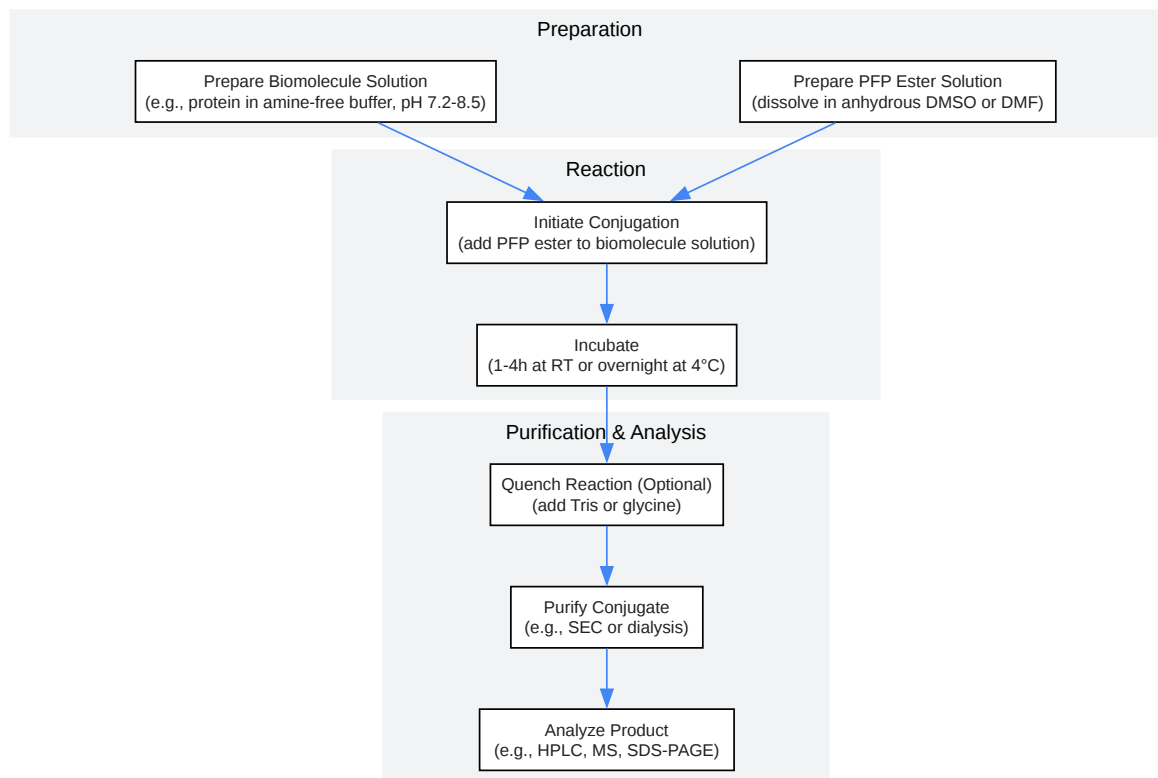 Preparation
Prepare Biomolecule Solution
(e.g., protein in amine-free buffer, pH 7.2-8.5)
Prepare PFP Ester Solution
(dissolve in anhydrous DMSO or DMF)
Reaction
Initiate Conjugation
(add PFP ester to biomolecule solution)
Incubate
(1-4h at RT or overnight at 4°C)
Purification & Analysis
Quench Reaction (Optional)
(add Tris or glycine)
Purify Conjugate
(e.g., SEC or dialysis)
Analyze Product
(e.g., HPLC, MS, SDS-PAGE)